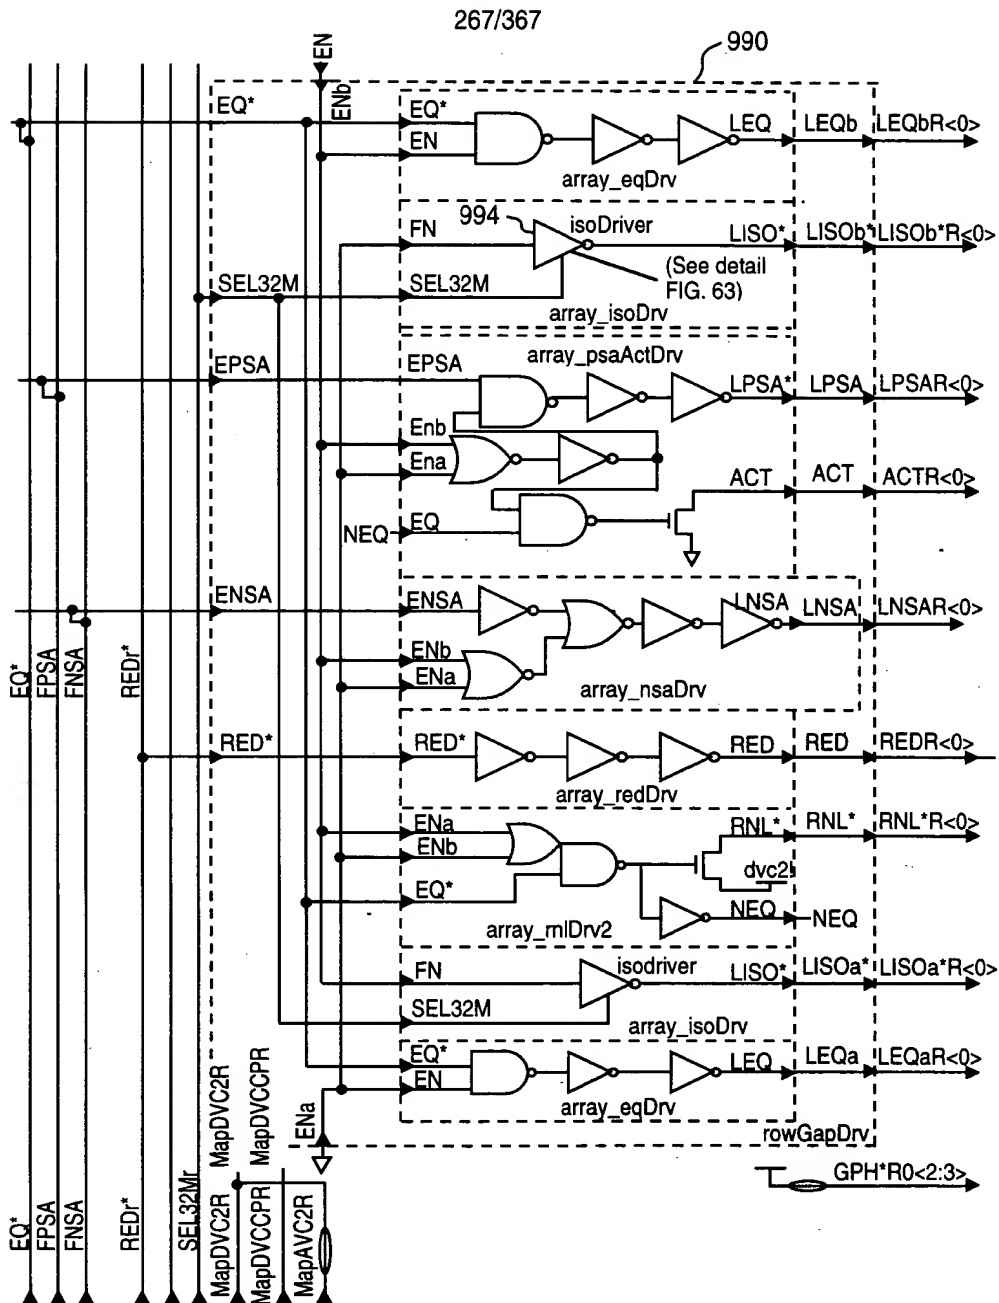 267/367
990
EN
ENb
EQ*
EQ*
EN
LEQ
LEQb
LEQbR<0>
array_eqDrv
994
FN
isoDriver
LISO*
LISOb*
LISOb*R<0>
(See detail
FIG. 63)
SEL32M
SEL32M
array_isoDrv
array_psaActDrv
EPSA
EPSA
LPSA*
LPSA
LPSAR<0>
Enb
Ena
ACT
ACT
ACTR<0>
NEQ
EQ
ENSA
ENSA
LNSA
LNSA
LNSAR<0>
ENb
ENa
array_nsaDrv
EQ*
FPSA
FNSA
REDr*
RED*
RED*
RED
RED
REDR<0>
array_redDrv
ENa
ENb
RNL*
RNL*
RNL*R<0>
dvc2
EQ*
NEQ
NEQ
array_rnlDrv2
FN
isodriver
LISO*
LISOa*
LISOa*R<0>
SEL32M
array_isoDrv
EQ*
EN
LEQ
LEQa
LEQaR<0>
array_eqDrv
MapDVC2R
MapDVCCPR
ENa
rowGapDrv
GPH*R0<2:3>
EQ*
FPSA
FNSA
REDr*
SEL32Mr
MapDVC2R
MapDVCCPR
MapAVC2R